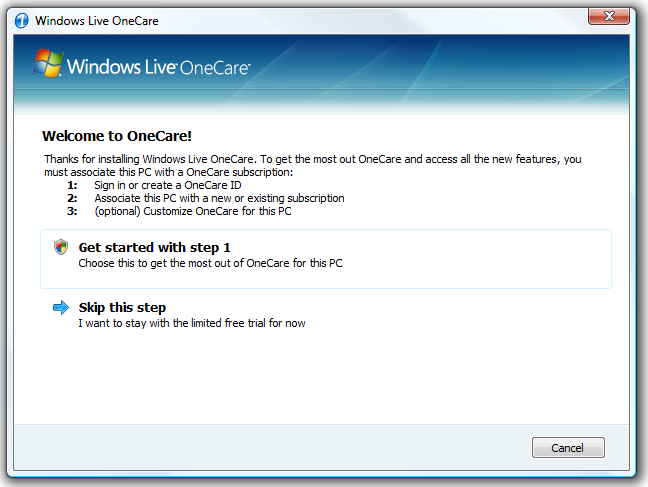 Windows Live OneCare
Windows Live™ OneCare™
Welcome to OneCare!
Thanks for installing Windows Live OneCare. To get the most out OneCare and access all the new features, you
must associate this PC with a OneCare subscription:
1: Sign in or create a OneCare ID
2: Associate this PC with a new or existing subscription
3: (optional) Customize OneCare for this PC
Get started with step 1
Choose this to get the most out of OneCare for this PC
Skip this step
I want to stay with the limited free trial for now
Cancel